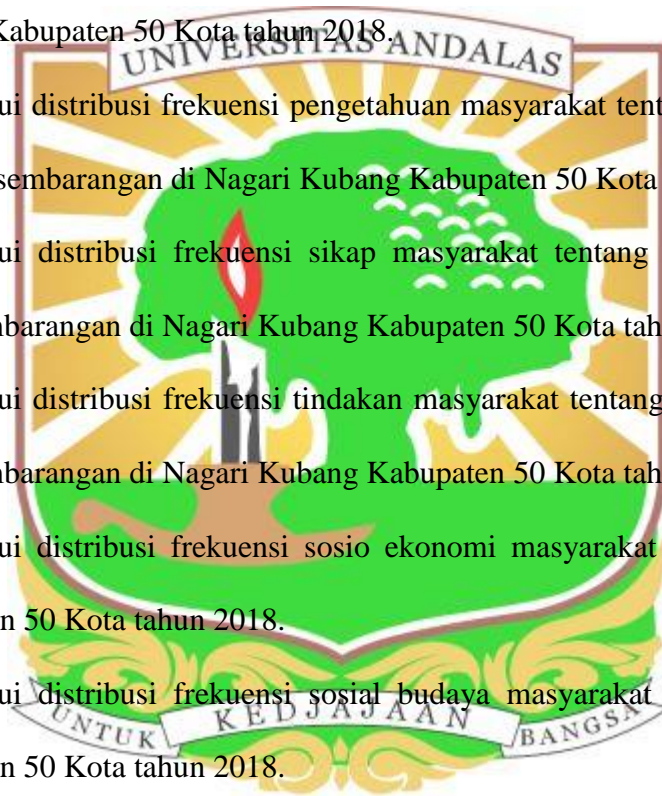 Kabupaten 50 Kota tahun 2018.
UNIVERSITAS ANDALAS
ui distribusi frekuensi pengetahuan masyarakat tent
sembarangan di Nagari Kubang Kabupaten 50 Kota
ui distribusi frekuensi sikap masyarakat tentang
mbarangan di Nagari Kubang Kabupaten 50 Kota tah
ui distribusi frekuensi tindakan masyarakat tentang
mbarangan di Nagari Kubang Kabupaten 50 Kota tah
ui distribusi frekuensi sosio ekonomi masyarakat
n 50 Kota tahun 2018.
ui distribusi frekuensi sosial budaya masyarakat
UNTUK KEDJAJAAN BANGSA
n 50 Kota tahun 2018.